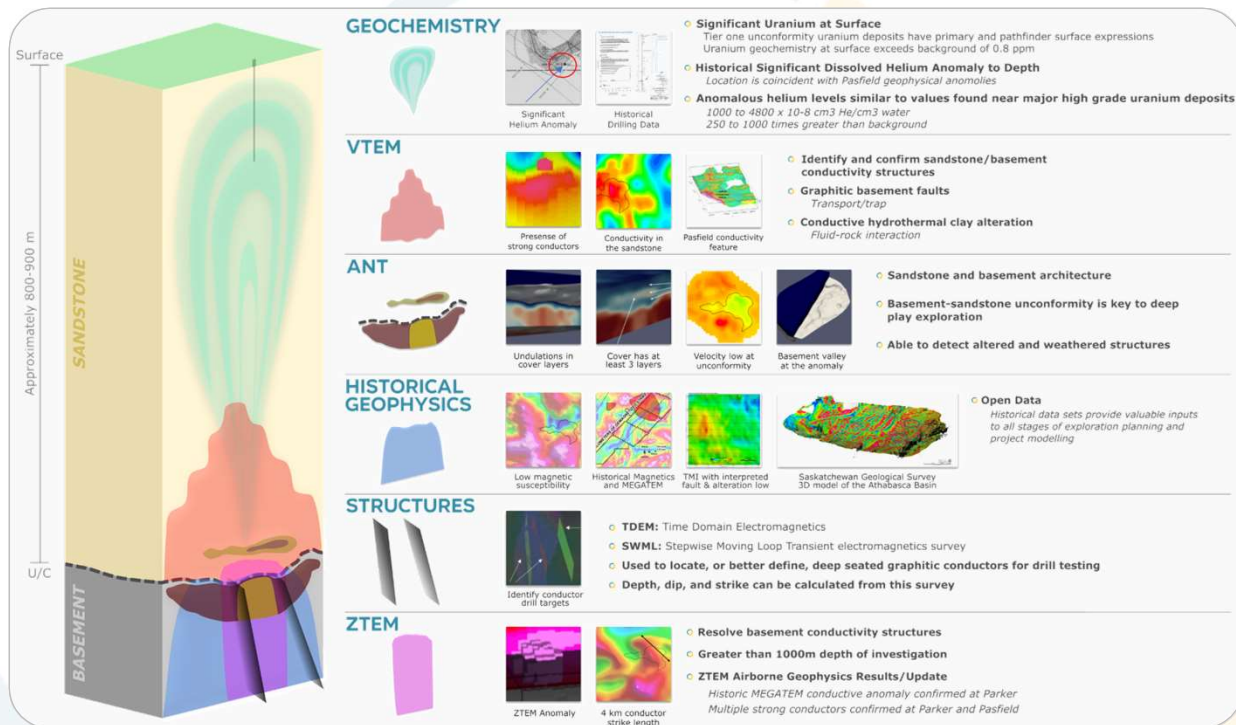 Surface
Approximately 800-900 m
SANDSTONE
U/C
BASEMENT
GEOCHEMISTRY
Significant
Helium Anomaly
Historical
Drilling Data
Significant Uranium at Surface
Tier one unconformity uranium deposits have primary and pathfinder surface expressions
Uranium geochemistry at surface exceeds background of 0.8 ppm
Historical Significant Dissolved Helium Anomaly to Depth
Location is coincident with Pasfield geophysical anomolies
Anomalous helium levels similar to values found near major high grade uranium deposits
1000 to 4800 x 10-8 cm3 He/cm3 water
250 to 1000 times greater than background
VTEM
Presense of
strong conductors
Conductivity in
the sandstone
Pasfield conductivity
feature
Identify and confirm sandstone/basement
conductivity structures
Graphitic basement faults
Transport/trap
Conductive hydrothermal clay alteration
Fluid-rock interaction
ANT
Undulations in
cover layers
Cover has at
least 3 layers
Velocity low at
unconformity
Basement valley
at the anomaly
Sandstone and basement architecture
Basement-sandstone unconformity is key to deep
play exploration
Able to detect altered and weathered structures
HISTORICAL
GEOPHYSICS
Low magnetic
susceptibility
Historical Magnetics
and MEGATEM
TMI with interpreted
fault & alteration low
Saskatchewan Geological Survey
3D model of the Athabasca Basin
Open Data
Historical data sets provide valuable inputs
to all stages of exploration planning and
project modelling
STRUCTURES
Identify conductor
drill targets
TDEM: Time Domain Electromagnetics
SWML: Stepwise Moving Loop Transient electromagnetics survey
Used to locate, or better define, deep seated graphitic conductors for drill testing
Depth, dip, and strike can be calculated from this survey
ZTEM
ZTEM Anomaly
4 km conductor
strike length
Resolve basement conductivity structures
Greater than 1000m depth of investigation
ZTEM Airborne Geophysics Results/Update
Historic MEGATEM conductive anomaly confirmed at Parker
Multiple strong conductors confirmed at Parker and Pasfield